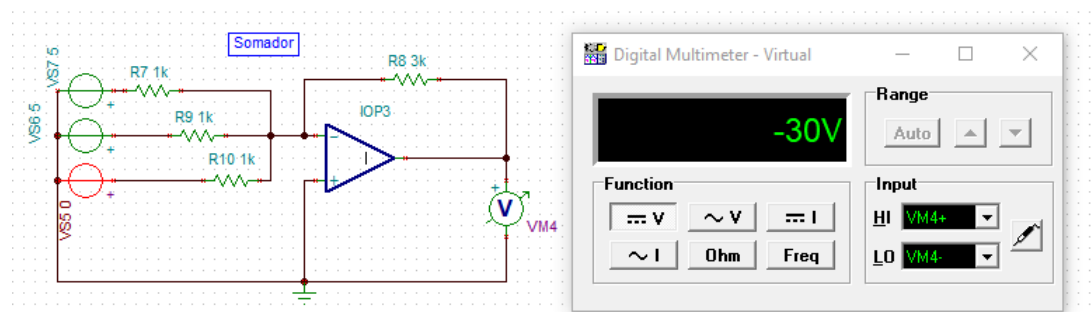 Somador
VS7 5
R7 1k
R8 3k
VS6 5
R9 1k
IOP3
R10 1k
VS5 0
I
V
VM4
+
+
+
+
−
+
Digital Multimeter - Virtual
-30V
Range
Auto
Function
V
V
I
I
Ohm
Freq
Input
HI VM4+
LO VM4-